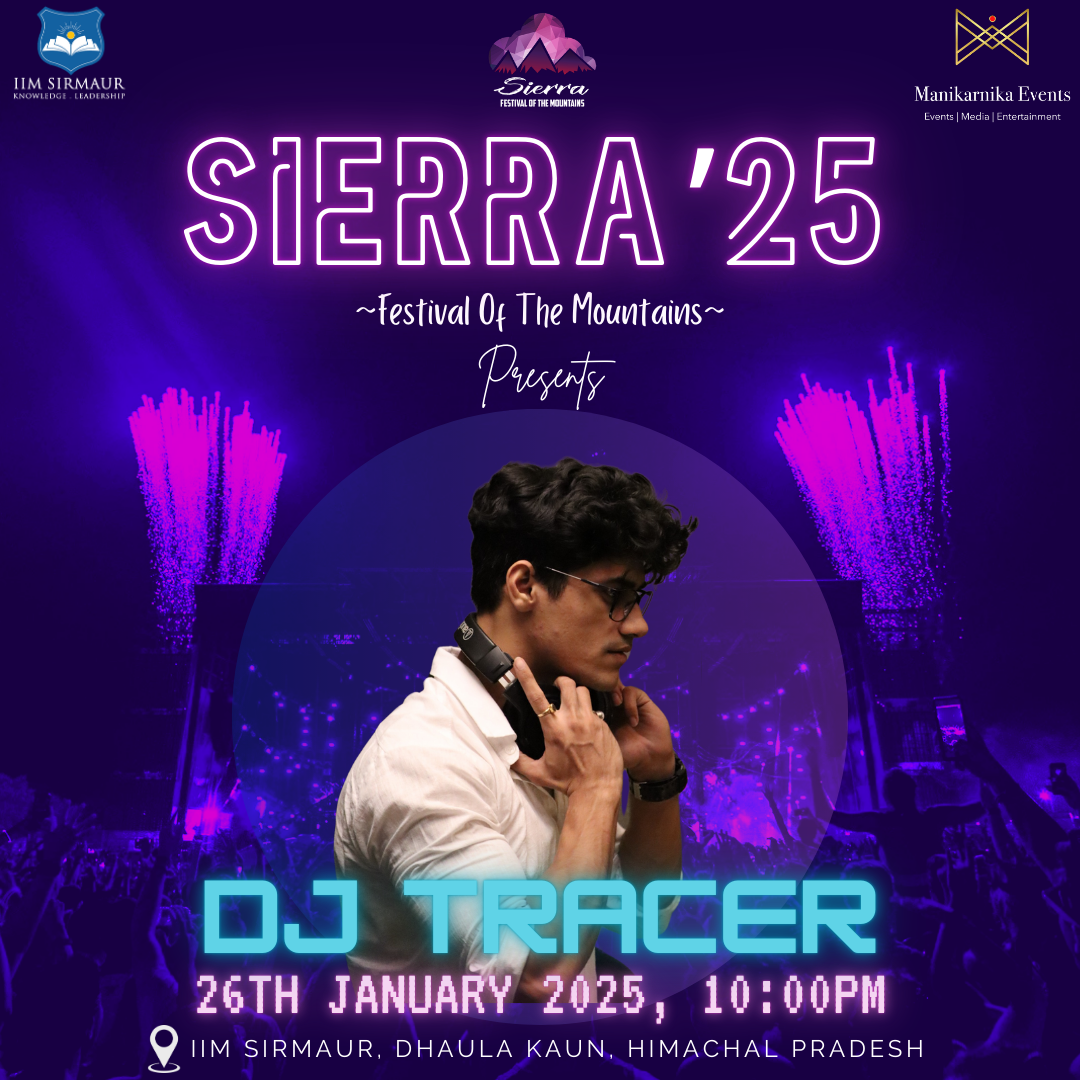 IIM SIRMAUR
KNOWLEDGE . LEADERSHIP
Sierra
FESTIVAL OF THE MOUNTAINS
Manikarnika Events
Events | Media | Entertainment
SIERRA '25
~Festival Of The Mountains~
Presents
DJ TRACER
26TH JANUARY 2025, 10:00PM
IIM SIRMAUR, DHAULA KAUN, HIMACHAL PRADESH